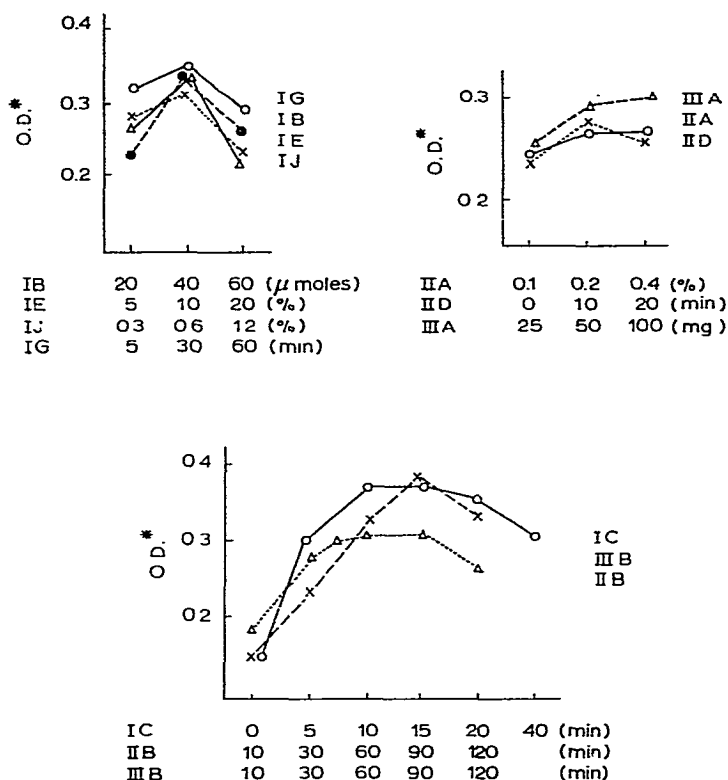 0.4
0.3
0.2
O.D.*
IG
IB
IE
IJ
IB 20 40 60 (μ moles)
IE 5 10 20 (%)
IJ 03 06 12 (%)
IG 5 30 60 (min)
0.3
0.2
O.D.*
IIIA
IIA
IID
IIA 0.1 0.2 0.4 (%)
IID 0 10 20 (min)
IIIA 25 50 100 (mg)
04
03
02
O D.*
IC
IIIB
IIB
IC 0 5 10 15 20 40 (min)
IIB 10 30 60 90 120 (min)
IIIB 10 30 60 90 120 (min)